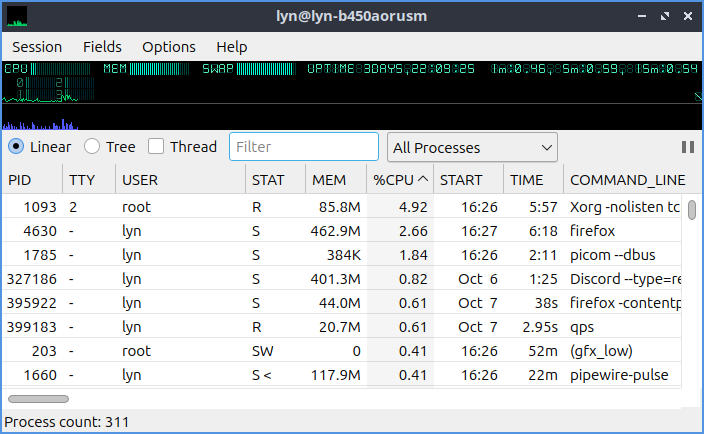 lyn@lyn-b450aorusm
Session Fields Options Help
CPU MEM SWAP UPTIME 3DAYS,22:09:25 1m:0.46, 5m:0.59, 15m:0.54
0 2
1 3
Linear Tree Thread Filter All Processes
PID TTY USER STAT MEM %CPU START TIME COMMAND_LINE
1093 2 root R 85.8M 4.92 16:26 5:57 Xorg -nolisten tc
4630 - lyn S 462.9M 2.66 16:27 6:18 firefox
1785 - lyn S 384K 1.84 16:26 2:11 picom --dbus
327186 - lyn S 401.3M 0.82 Oct 6 1:25 Discord --type=re
395922 - lyn S 44.0M 0.61 Oct 7 38s firefox -contentp
399183 - lyn R 20.7M 0.61 Oct 7 2.95s qps
203 - root SW 0 0.41 16:26 52m (gfx_low)
1660 - lyn S < 117.9M 0.41 16:26 22m pipewire-pulse
Process count: 311